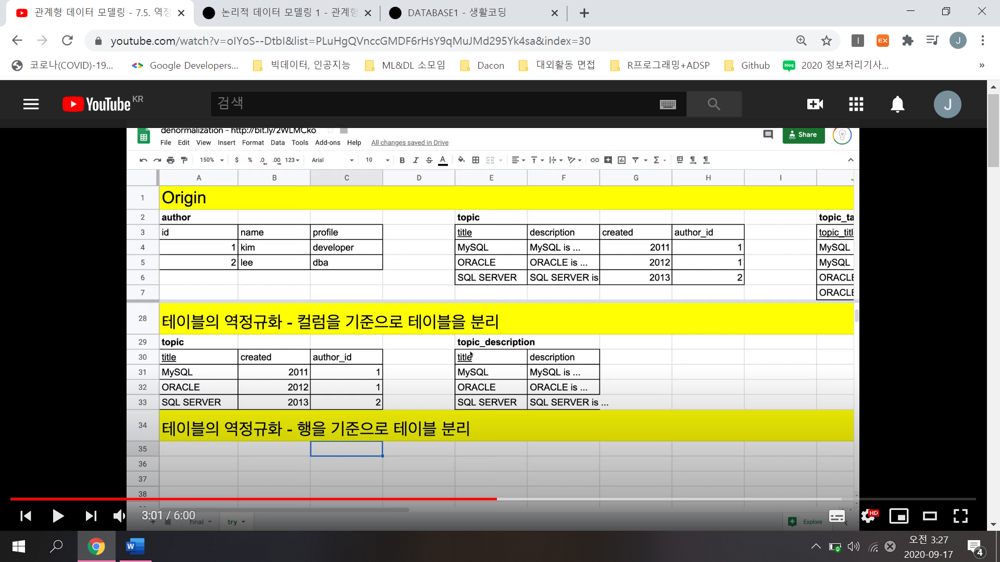 관계형 데이터 모델링 - 7.5. 역정
논리적 데이터 모델링 1 - 관계형
DATABASE1 - 생활코딩
youtube.com/watch?v=oIYoS--DtbI&list=PLuHgQVnccGMDF6rHsY9qMuJMd295Yk4sa&index=30
I
EX
J
코로나(COVID)-19...
Google Developers...
빅데이터, 인공지능
ML&DL 소모임
Dacon
대외활동 면접
R프로그래밍+ADSP
Github
blog
2020 정보처리기사...
»
YouTube KR
검색
J
denormalization - http://bit.ly/2WLMCko
File Edit View Insert Format Data Tools Add-ons Help All changes saved in Drive
Share
150% $ % .0 .00 123 Arial 10 B I S A
A B C D E F G H I J
1 Origin
2 author topic topic_ta
3 id name profile title description created author_id topic_titl
4 1 kim developer MySQL MySQL is ... 2011 1 MySQL
5 2 lee dba ORACLE ORACLE is ... 2012 1 MySQL
6 SQL SERVER SQL SERVER is 2013 2 ORACLE
7 ORACLE
28 테이블의 역정규화 - 컬럼을 기준으로 테이블을 분리
29 topic topic_description
30 title created author_id title description
31 MySQL 2011 1 MySQL MySQL is ...
32 ORACLE 2012 1 ORACLE ORACLE is ...
33 SQL SERVER 2013 2 SQL SERVER SQL SERVER is ...
34 테이블의 역정규화 - 행을 기준으로 테이블 분리
35
36
37
38
3:01 / 6:00
HD
final try Explore
W
오전 3:27
2020-09-17
4